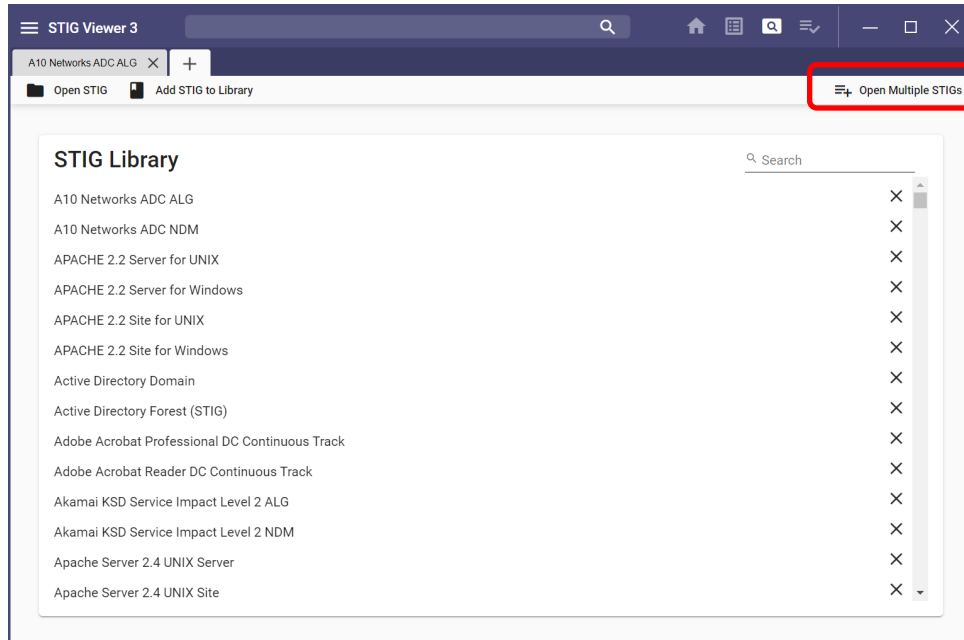 STIG Viewer 3
A10 Networks ADC ALG
Open STIG Add STIG to Library Open Multiple STIGs
STIG Library Search
A10 Networks ADC ALG
A10 Networks ADC NDM
APACHE 2.2 Server for UNIX
APACHE 2.2 Server for Windows
APACHE 2.2 Site for UNIX
APACHE 2.2 Site for Windows
Active Directory Domain
Active Directory Forest (STIG)
Adobe Acrobat Professional DC Continuous Track
Adobe Acrobat Reader DC Continuous Track
Akamai KSD Service Impact Level 2 ALG
Akamai KSD Service Impact Level 2 NDM
Apache Server 2.4 UNIX Server
Apache Server 2.4 UNIX Site